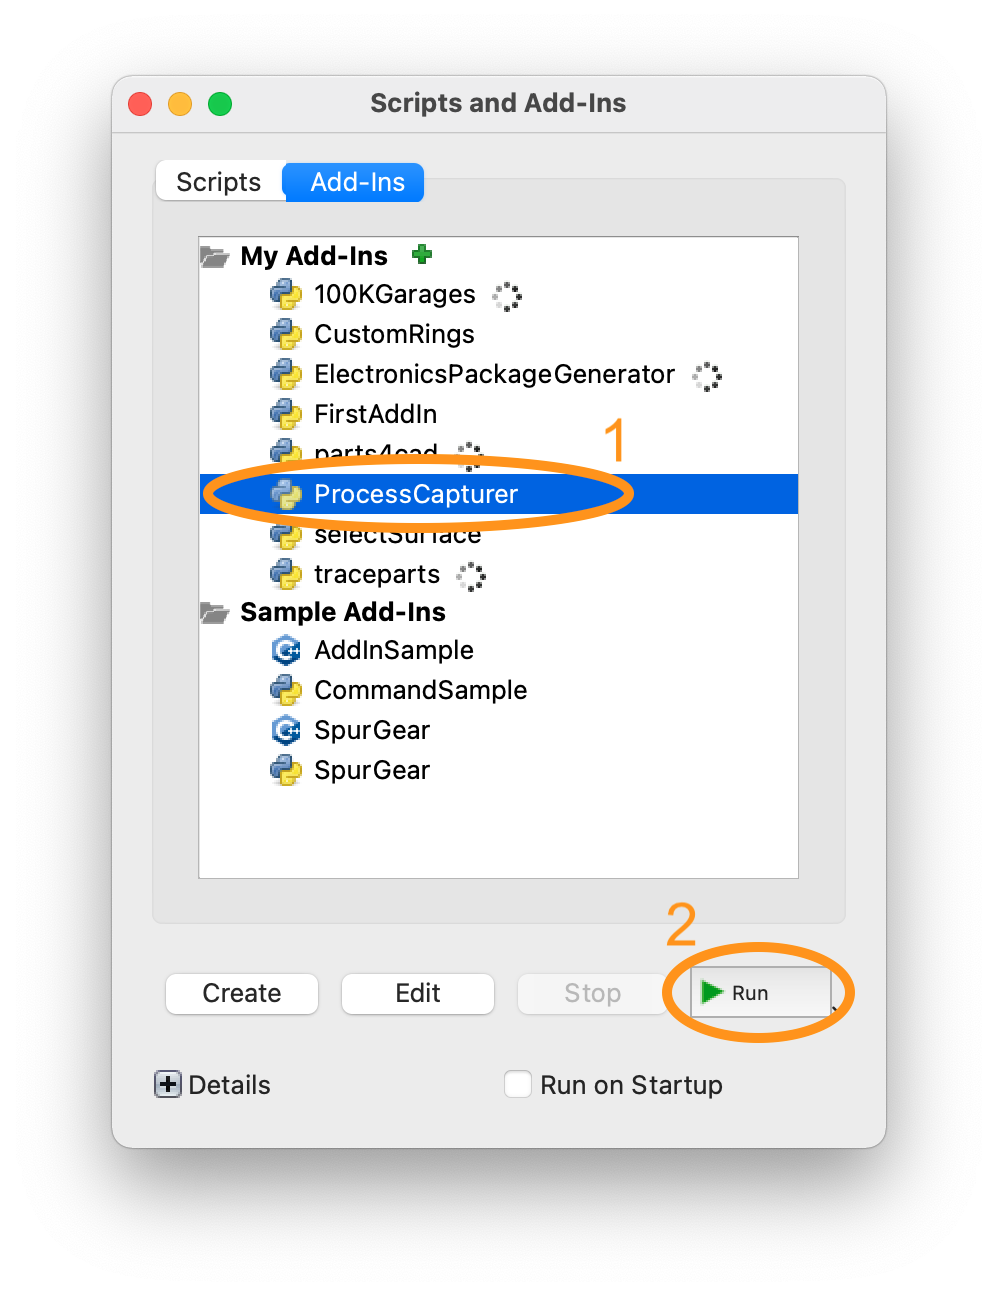 Scripts and Add-Ins
Scripts Add-Ins
My Add-Ins
100KGarages
CustomRings
ElectronicsPackageGenerator
FirstAddIn
1
parts4cad
ProcessCapturer
selectSurface
traceparts
Sample Add-Ins
AddInSample
CommandSample
SpurGear
SpurGear
2
Create Edit Stop Run
Details Run on Startup